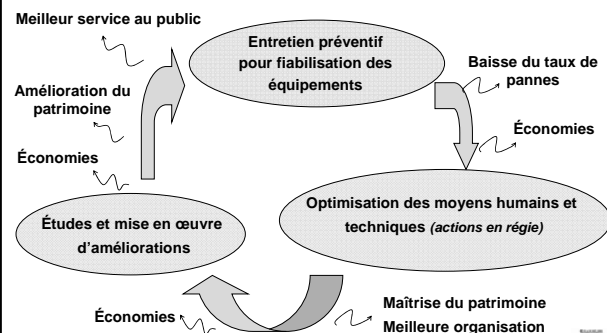 Meilleur service au public
Entretien préventif
pour fiabilisation des
équipements
Baisse du taux de
pannes
Amélioration du
patrimoine
Économies
Économies
Optimisation des moyens humains et
techniques (actions en régie)
Études et mise en œuvre
d'améliorations
Économies
Maîtrise du patrimoine
Meilleure organisation